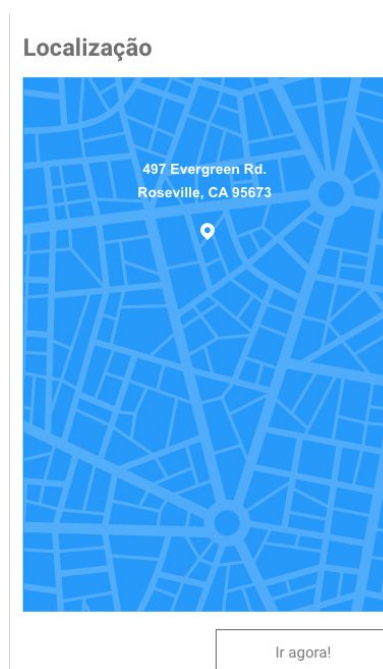 Localização
497 Evergreen Rd.
Roseville, CA 95673
Ir agora!